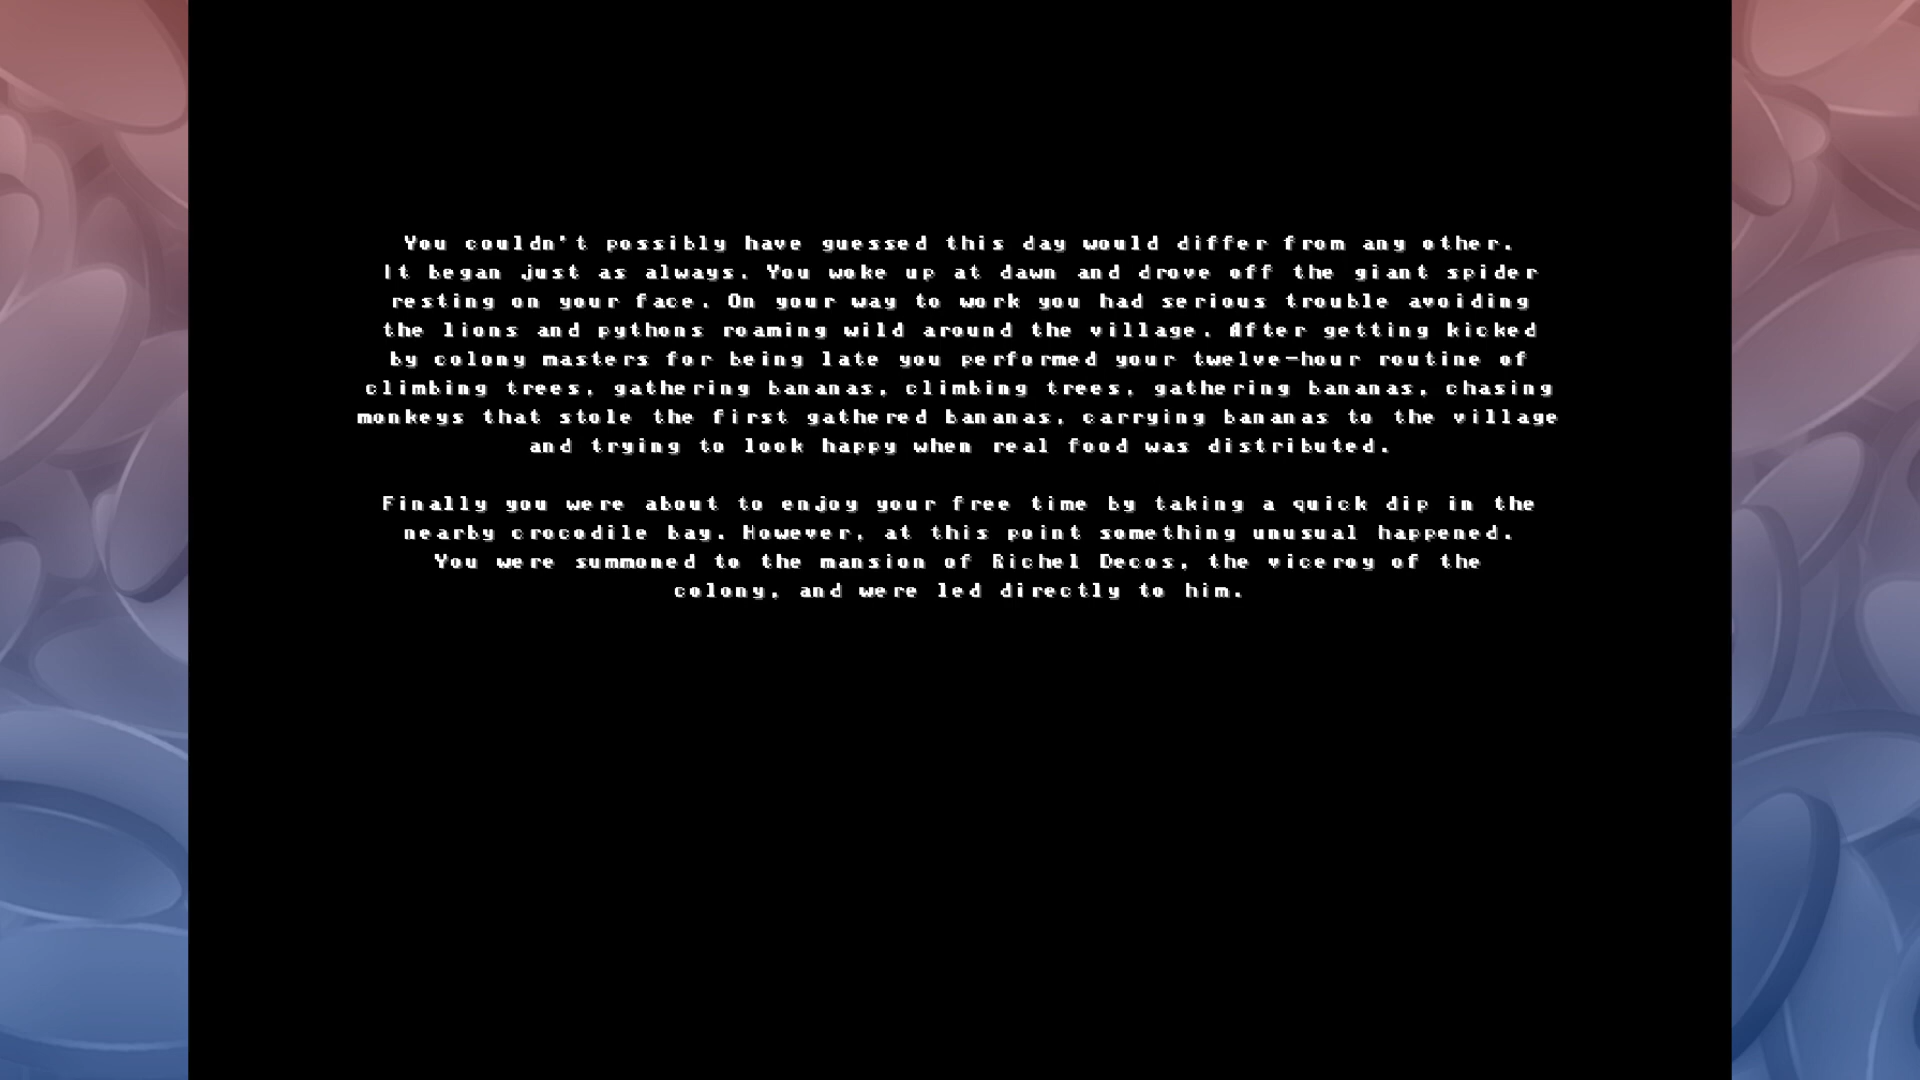 You couldn't possibly have guessed this day would differ from any other.
It began just as always. You woke up at dawn and drove off the giant spider
resting on your face. On your way to work you had serious trouble avoiding
the lions and pythons roaming wild around the village. After getting kicked
by colony masters for being late you performed your twelve-hour routine of
climbing trees, gathering bananas, climbing trees, gathering bananas, chasing
monkeys that stole the first gathered bananas, carrying bananas to the village
and trying to look happy when real food was distributed.
Finally you were about to enjoy your free time by taking a quick dip in the
nearby crocodile bay. However, at this point something unusual happened.
You were summoned to the mansion of Richel Decos, the viceroy of the
colony, and were led directly to him.